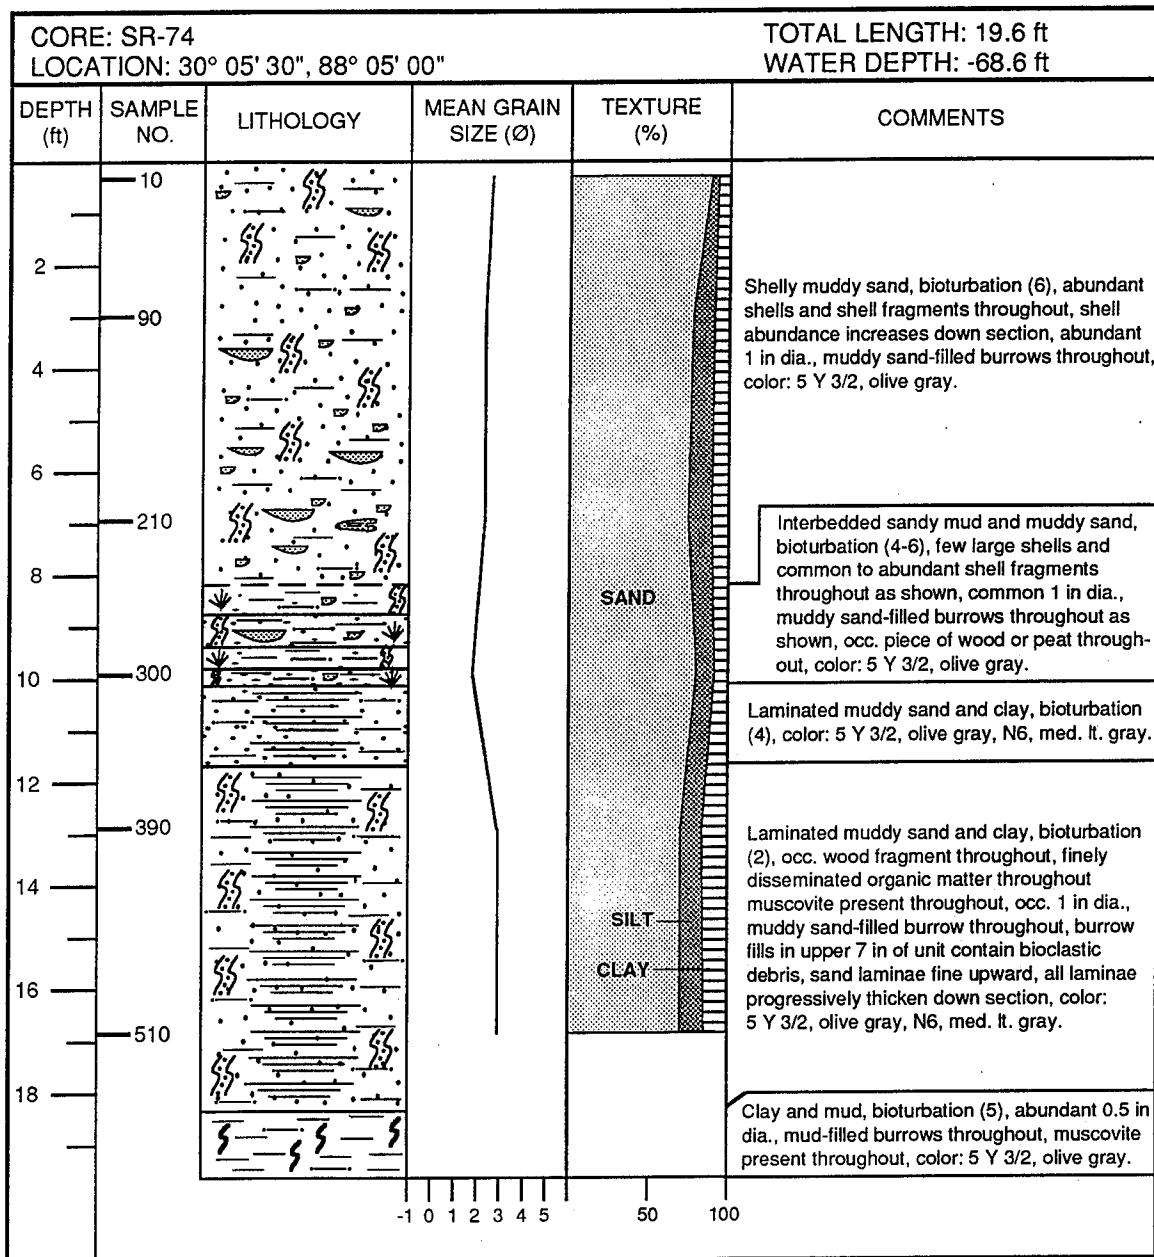 CORE: SR-74
LOCATION: 30° 05' 30", 88° 05' 00"
TOTAL LENGTH: 19.6 ft
WATER DEPTH: -68.6 ft
DEPTH
(ft)
SAMPLE
NO.
LITHOLOGY
MEAN GRAIN
SIZE (Ø)
TEXTURE
(%)
COMMENTS
10
2
90
4
6
210
8
10
300
12
390
14
16
510
18
SAND
SILT
CLAY
Shelly muddy sand, bioturbation (6), abundant
shells and shell fragments throughout, shell
abundance increases down section, abundant
1 in dia., muddy sand-filled burrows throughout,
color: 5 Y 3/2, olive gray.
Interbedded sandy mud and muddy sand,
bioturbation (4-6), few large shells and
common to abundant shell fragments
throughout as shown, common 1 in dia.,
muddy sand-filled burrows throughout as
shown, occ. piece of wood or peat through-
out, color: 5 Y 3/2, olive gray.
Laminated muddy sand and clay, bioturbation
(4), color: 5 Y 3/2, olive gray, N6, med. lt. gray.
Laminated muddy sand and clay, bioturbation
(2), occ. wood fragment throughout, finely
disseminated organic matter throughout
muscovite present throughout, occ. 1 in dia.,
muddy sand-filled burrow throughout, burrow
fills in upper 7 in of unit contain bioclastic
debris, sand laminae fine upward, all laminae
progressively thicken down section, color:
5 Y 3/2, olive gray, N6, med. lt. gray.
Clay and mud, bioturbation (5), abundant 0.5 in
dia., mud-filled burrows throughout, muscovite
present throughout, color: 5 Y 3/2, olive gray.
-1 0 1 2 3 4 5
50 100